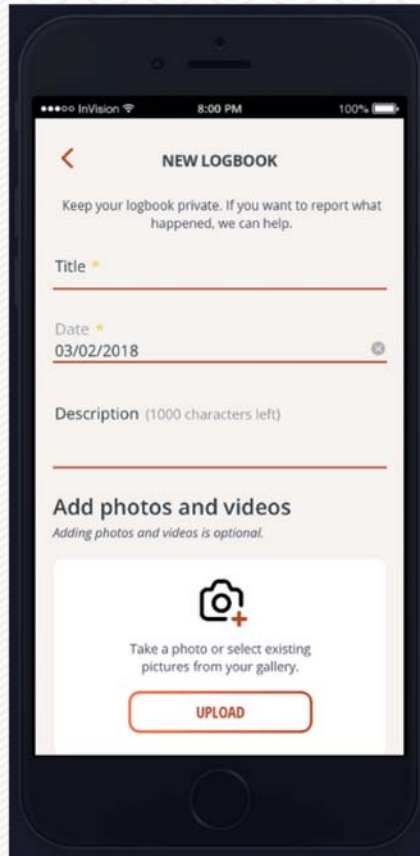 InVision 8:00 PM 100%
NEW LOGBOOK
Keep your logbook private. If you want to report what
happened, we can help.
Title *
Date *
03/02/2018
Description (1000 characters left)
Add photos and videos
Adding photos and videos is optional.
Take a photo or select existing
pictures from your gallery.
UPLOAD